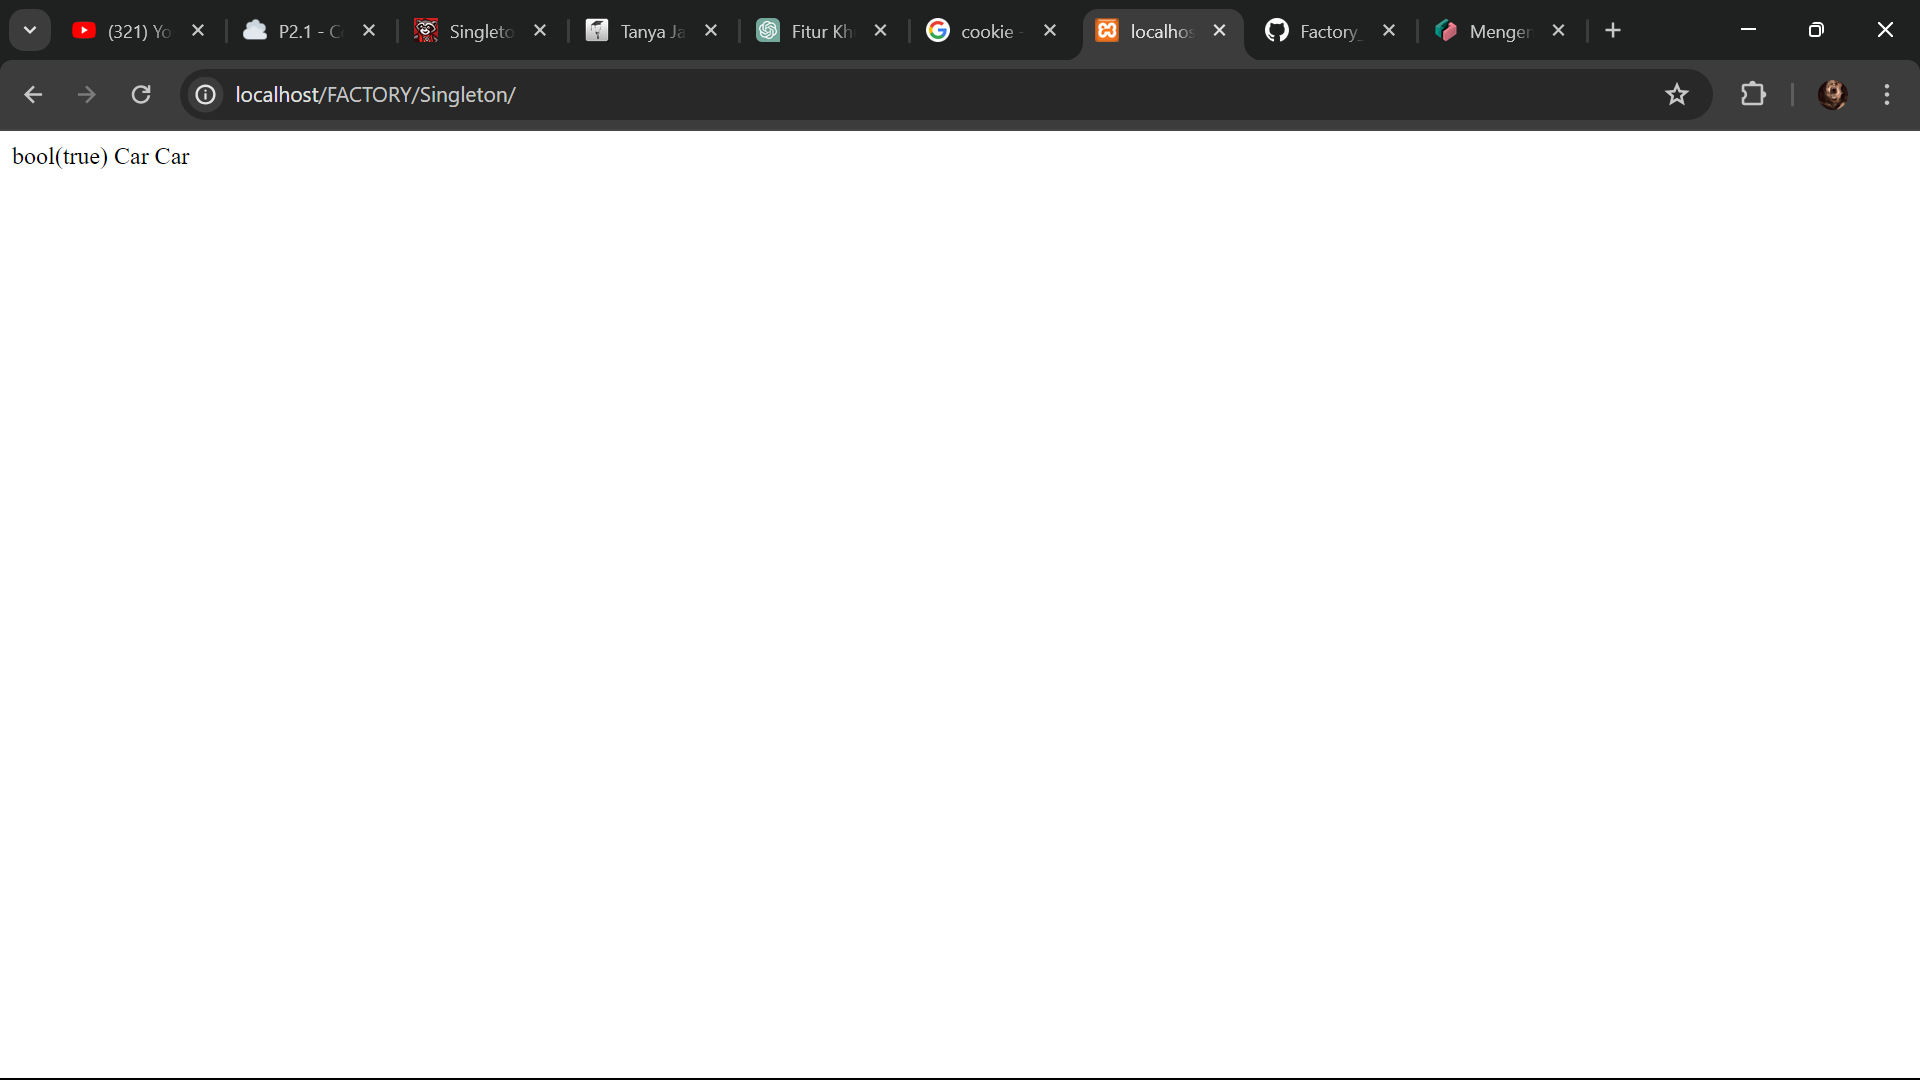 (321) Yo
P2.1 - C
Singleto
Tanya Ja
Fitur Kh
cookie -
localhos
Factory_
Menger
localhost/FACTORY/Singleton/
bool(true) Car Car